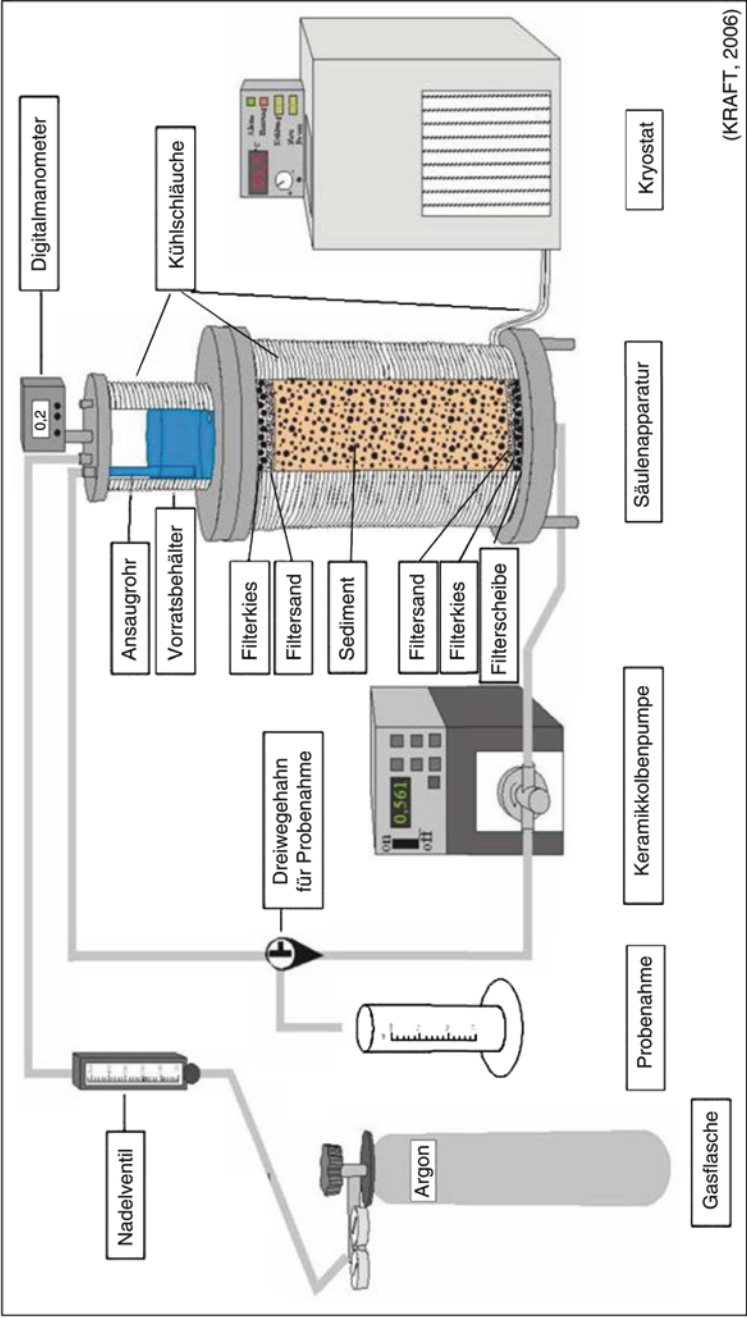 Digitalmanometer
0,2
Kühlschläuche
Ansaugrohr
Vorratsbehälter
Filterkies
Filtersand
Sediment
Filtersand
Filterkies
Filterscheibe
Dreiwegehahn
für Probenahme
Nadelventil
on
off
0,561
Argon
Gasflasche
Probenahme
Keramikkolbenpumpe
Säulenapparatur
Kryostat
(KRAFT, 2006)